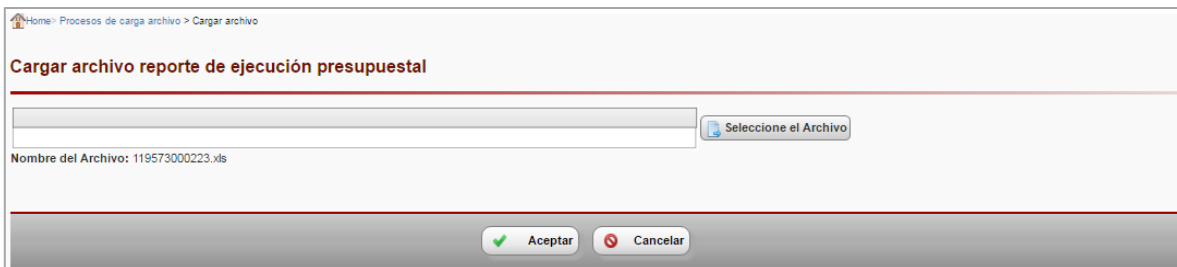 Home> Procesos de carga archivo > Cargar archivo
Cargar archivo reporte de ejecución presupuestal
Seleccione el Archivo
Nombre del Archivo: 119573000223.xls
Aceptar Cancelar